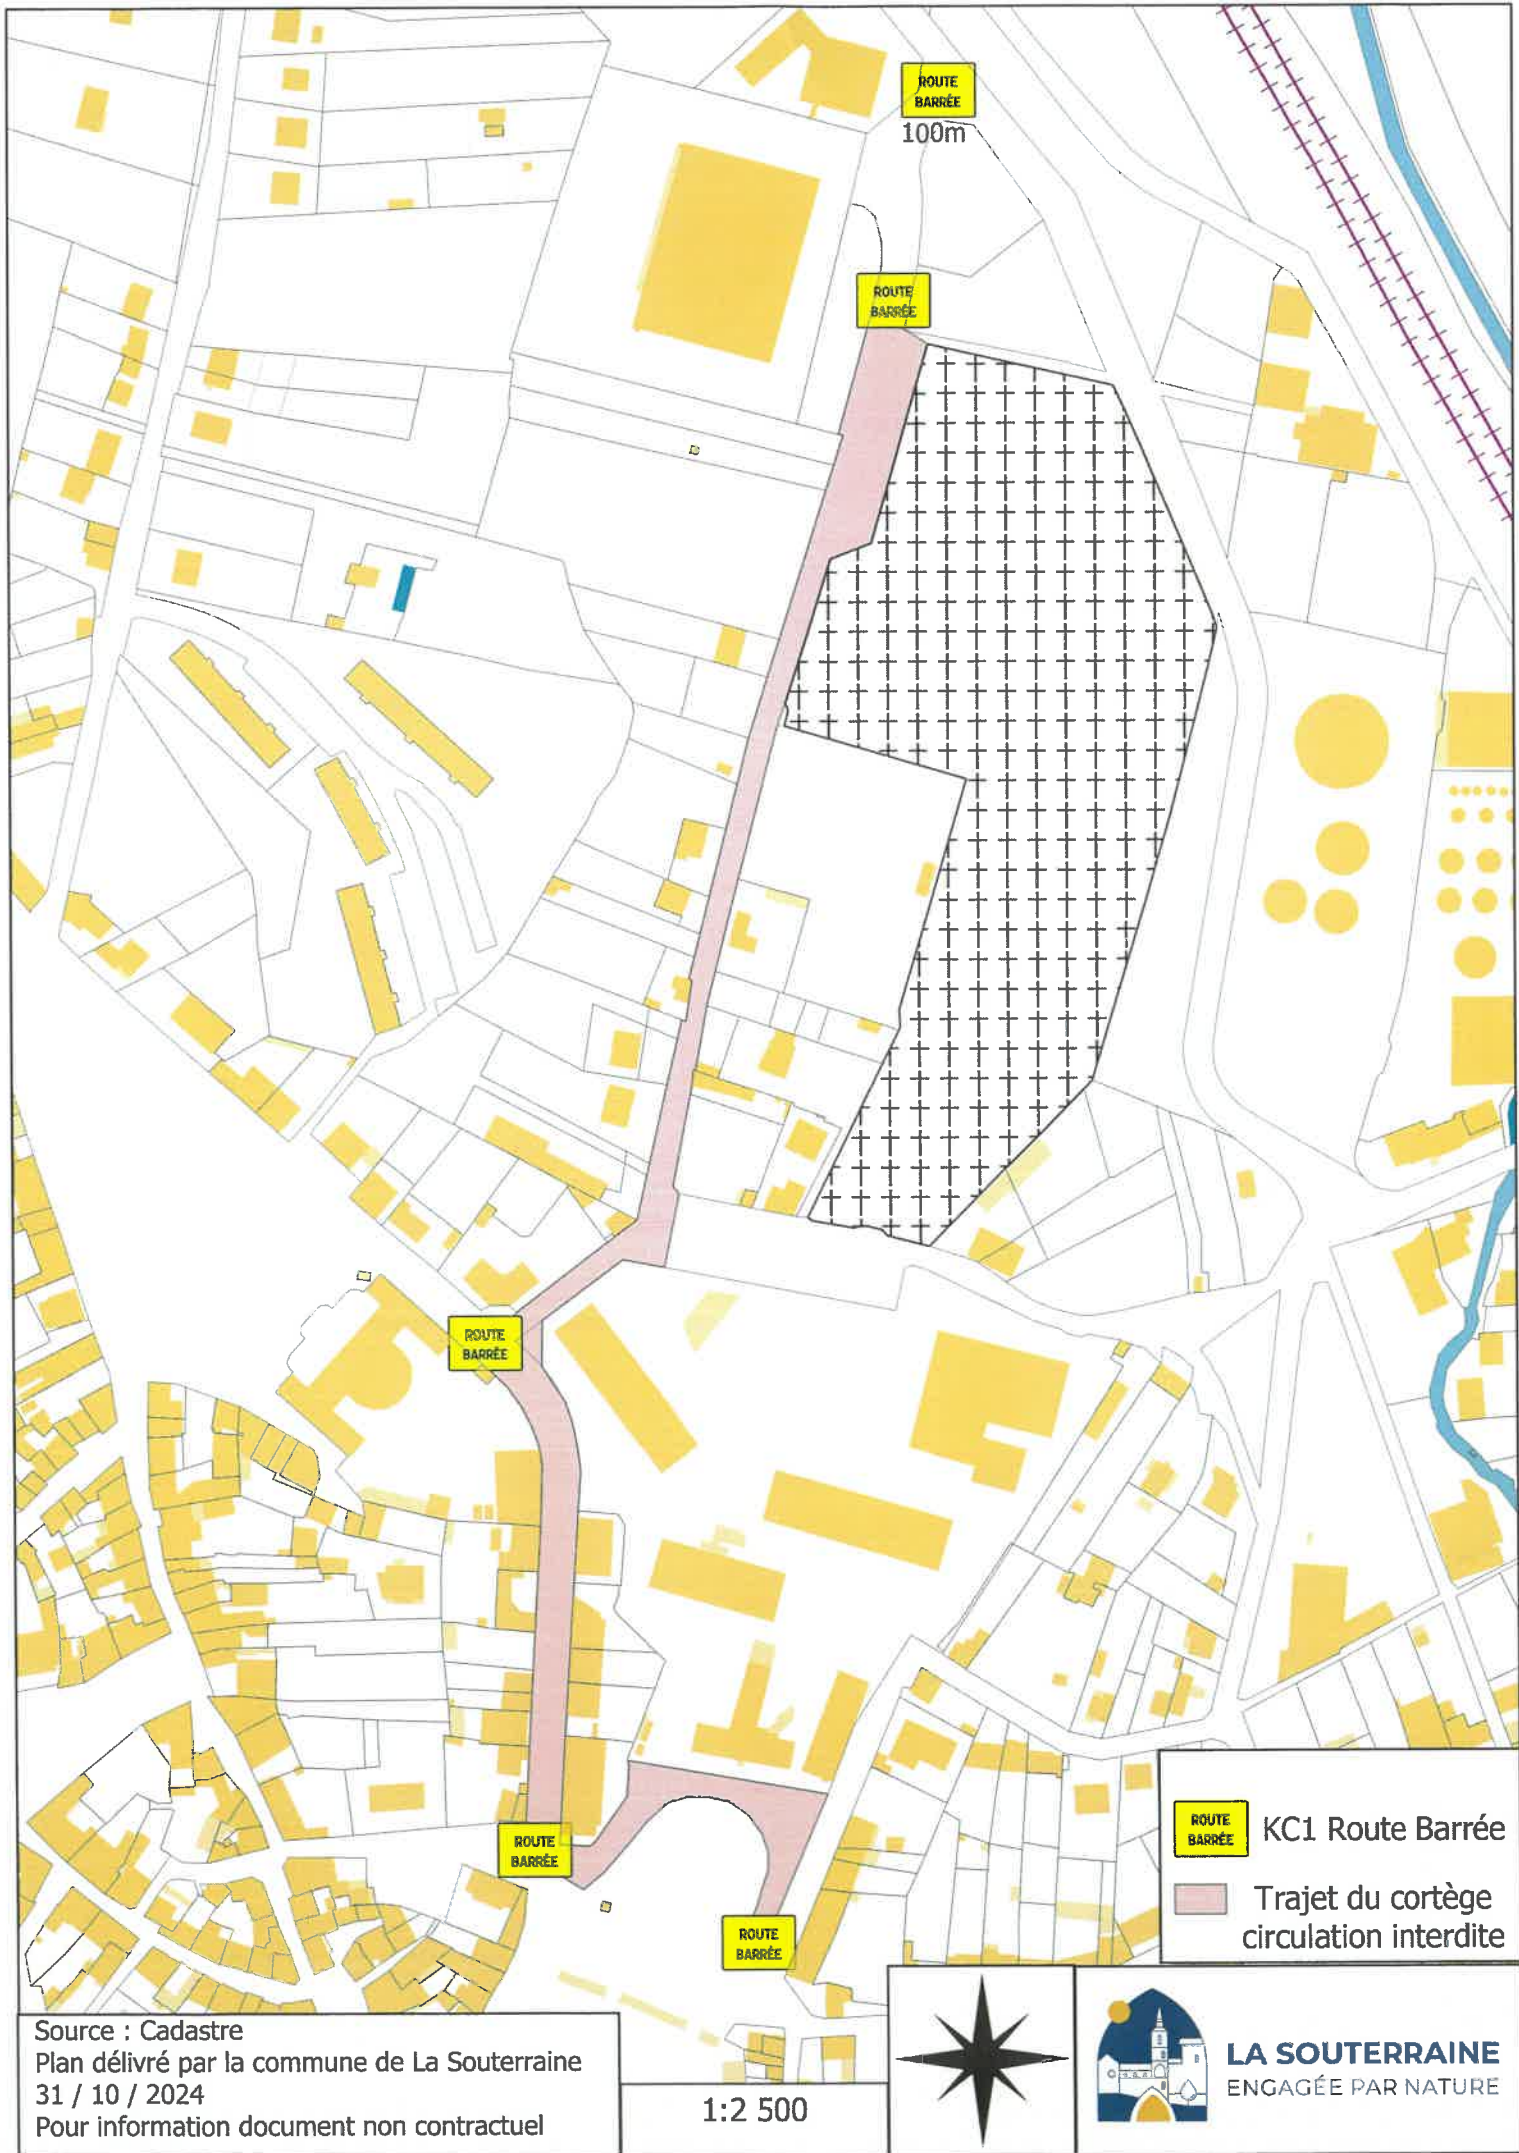 ROUTE
BARRÉE
100m
ROUTE
BARRÉE
ROUTE
BARRÉE
ROUTE
BARRÉE
ROUTE
BARRÉE
ROUTE
BARRÉE
KC1 Route Barrée
Trajet du cortège
circulation interdite
Source : Cadastre
Plan délivré par la commune de La Souterraine
31 / 10 / 2024
Pour information document non contractuel
1:2 500
LA SOUTERRAINE
ENGAGÉE PAR NATURE